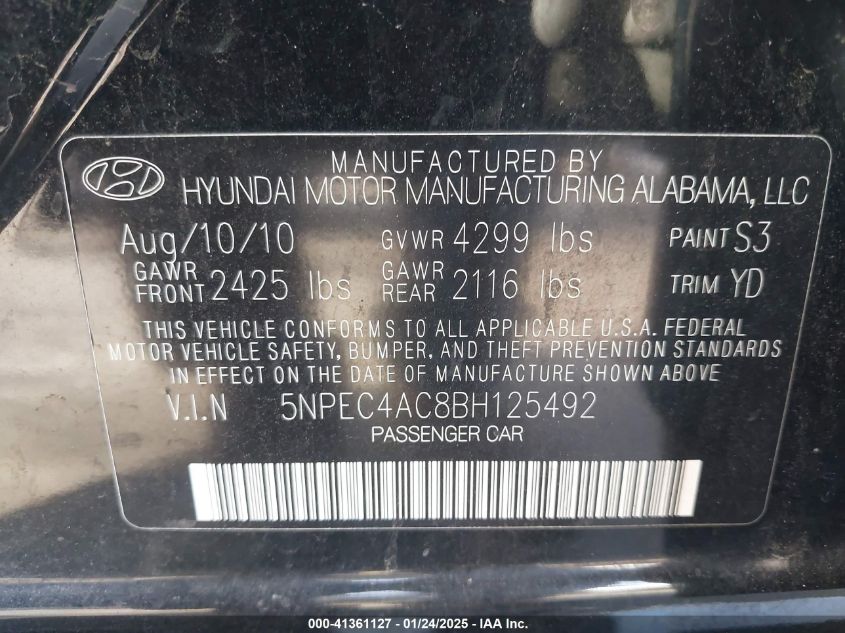 MANUFACTURED BY
HYUNDAI MOTOR MANUFACTURING ALABAMA, LLC
Aug/10/10 GVWR 4299 lbs PAINT S3
GAWR FRONT 2425 lbs GAWR REAR 2116 lbs TRIM YD
THIS VEHICLE CONFORMS TO ALL APPLICABLE U.S.A. FEDERAL
MOTOR VEHICLE SAFETY, BUMPER, AND THEFT PREVENTION STANDARDS
IN EFFECT ON THE DATE OF MANUFACTURE SHOWN ABOVE
V.I.N 5NPEC4AC8BH125492
PASSENGER CAR
000-41361127 - 01/24/2025 - IAA Inc.